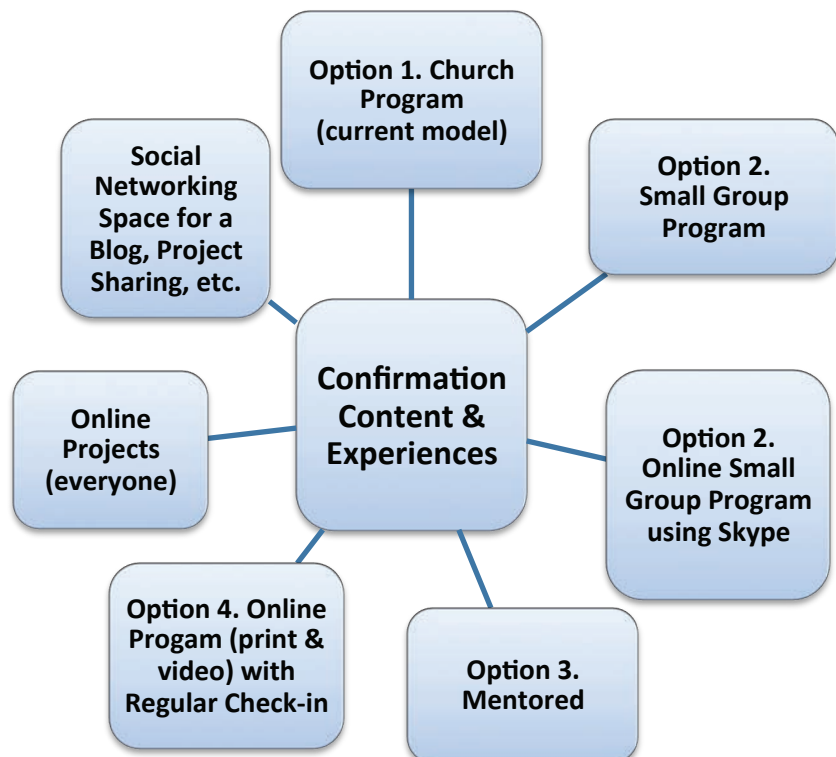 Option 1. Church
Program
(current model)
Option 2.
Small Group
Program
Social
Networking
Space for a
Blog, Project
Sharing, etc.
Confirmation
Content &
Experiences
Online
Projects
(everyone)
Option 2.
Online Small
Group Program
using Skype
Option 4. Online
Progam (print &
video) with
Regular Check-in
Option 3.
Mentored